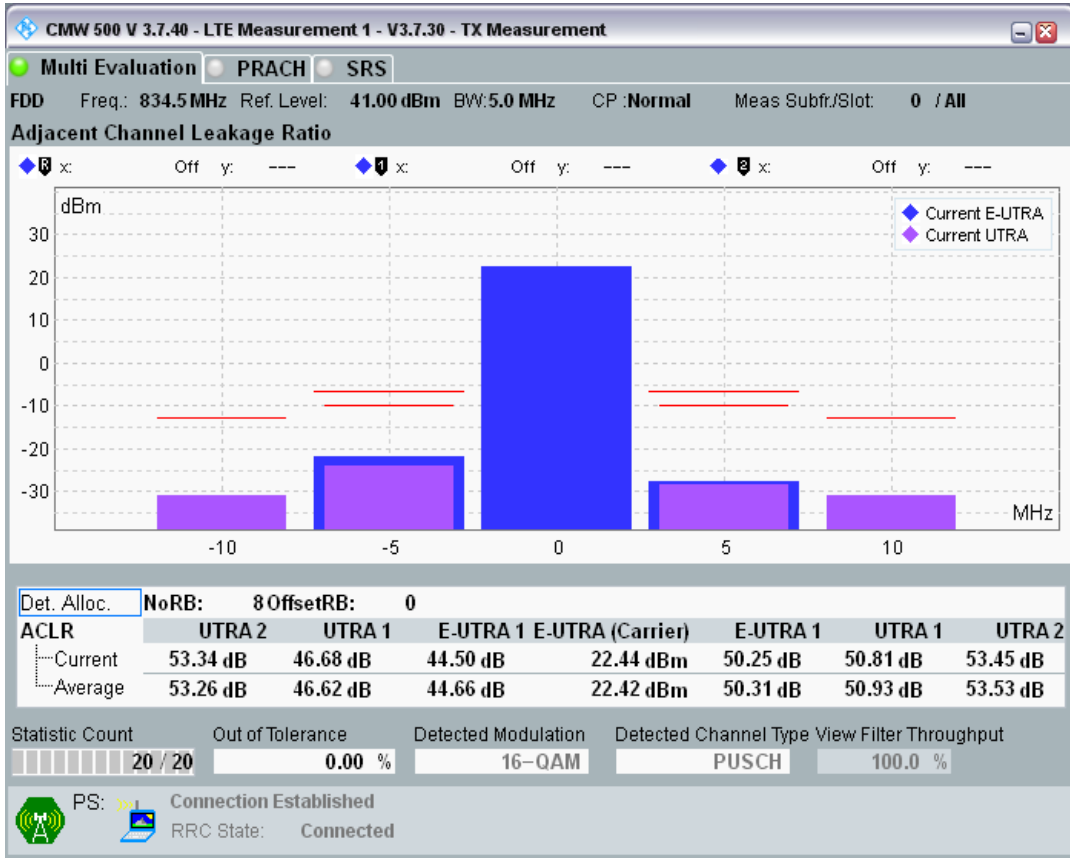 CMW 500 V 3.7.40 - LTE Measurement 1 - V3.7.30 - TX Measurement
Multi Evaluation PRACH SRS
FDD Freq.: 834.5 MHz Ref. Level: 41.00 dBm BW: 5.0 MHz CP : Normal Meas Subfr./Slot: 0 / All
Adjacent Channel Leakage Ratio
R x: Off y: --- 1 x: Off y: --- 2 x: Off y: ---
dBm
Current E-UTRA
Current UTRA
30
20
10
0
-10
-20
-30
MHz
-10 -5 0 5 10
Det. Alloc. NoRB: 8 OffsetRB: 0
ACLR UTRA 2 UTRA 1 E-UTRA 1 E-UTRA (Carrier) E-UTRA 1 UTRA 1 UTRA 2
Current 53.34 dB 46.68 dB 44.50 dB 22.44 dBm 50.25 dB 50.81 dB 53.45 dB
Average 53.26 dB 46.62 dB 44.66 dB 22.42 dBm 50.31 dB 50.93 dB 53.53 dB
Statistic Count Out of Tolerance Detected Modulation Detected Channel Type View Filter Throughput
20 / 20 0.00 % 16-QAM PUSCH 100.0 %
PS: Connection Established
RRC State: Connected